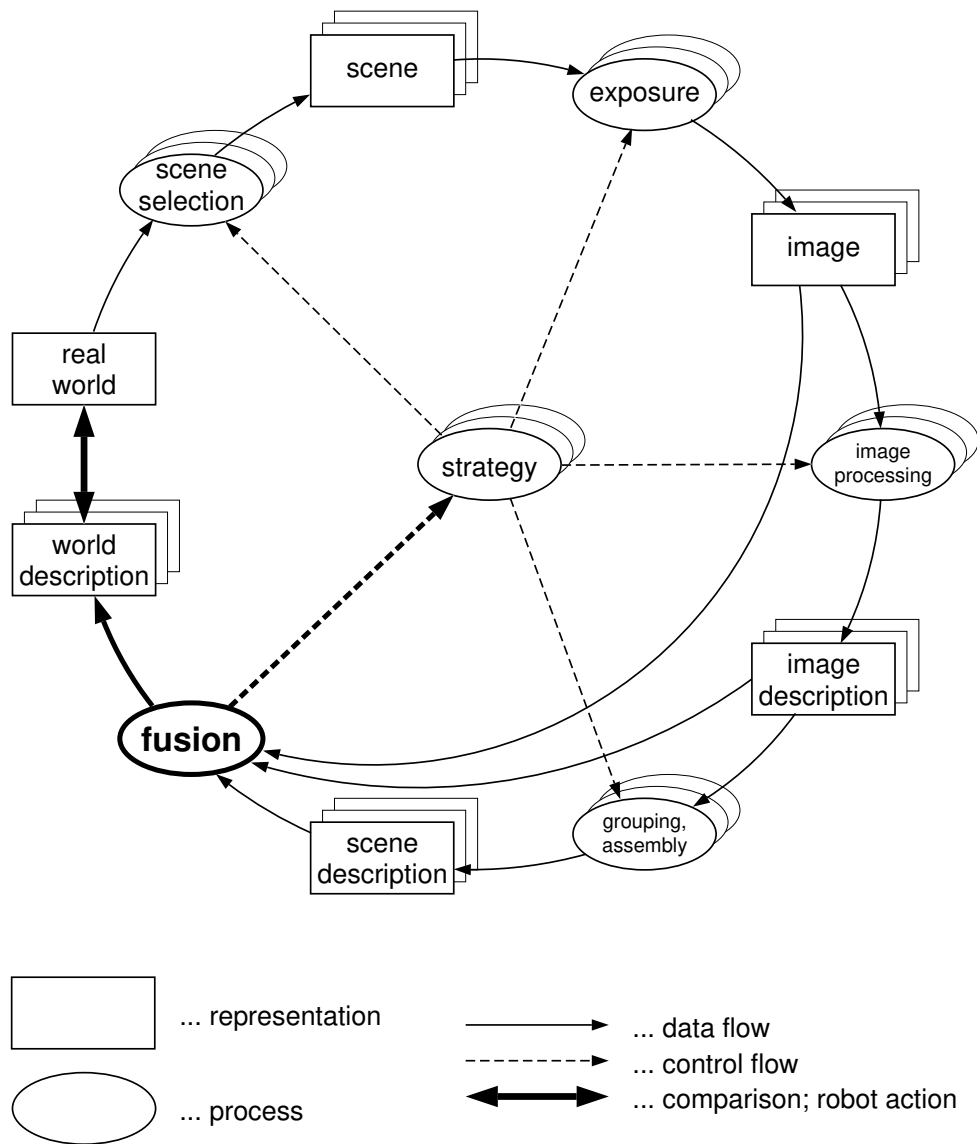 scene
exposure
scene
selection
image
real
world
strategy
image
processing
world
description
image
description
fusion
grouping,
assembly
scene
description
... representation
... data flow
... control flow
... process
... comparison; robot action